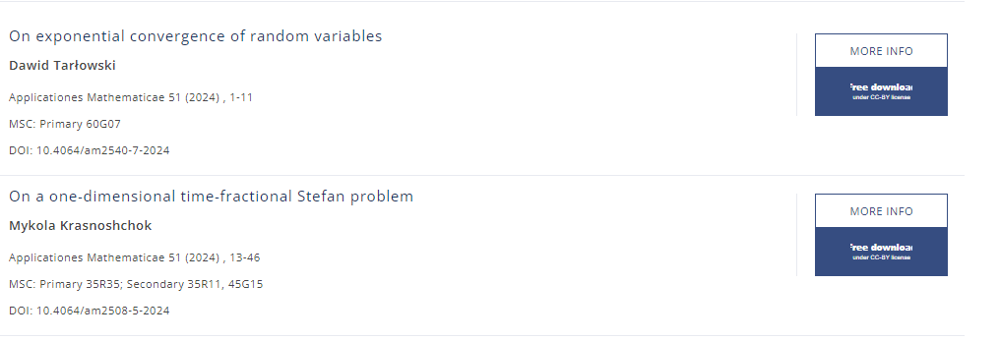 On exponential convergence of random variables
Dawid Tarłowski
Applicationes Mathematicae 51 (2024) , 1-11
MSC: Primary 60G07
DOI: 10.4064/am2540-7-2024
MORE INFO
Free download
under CC-BY license
On a one-dimensional time-fractional Stefan problem
Mykola Krasnoshchok
Applicationes Mathematicae 51 (2024) , 13-46
MSC: Primary 35R35; Secondary 35R11, 45G15
DOI: 10.4064/am2508-5-2024
MORE INFO
Free download
under CC-BY license